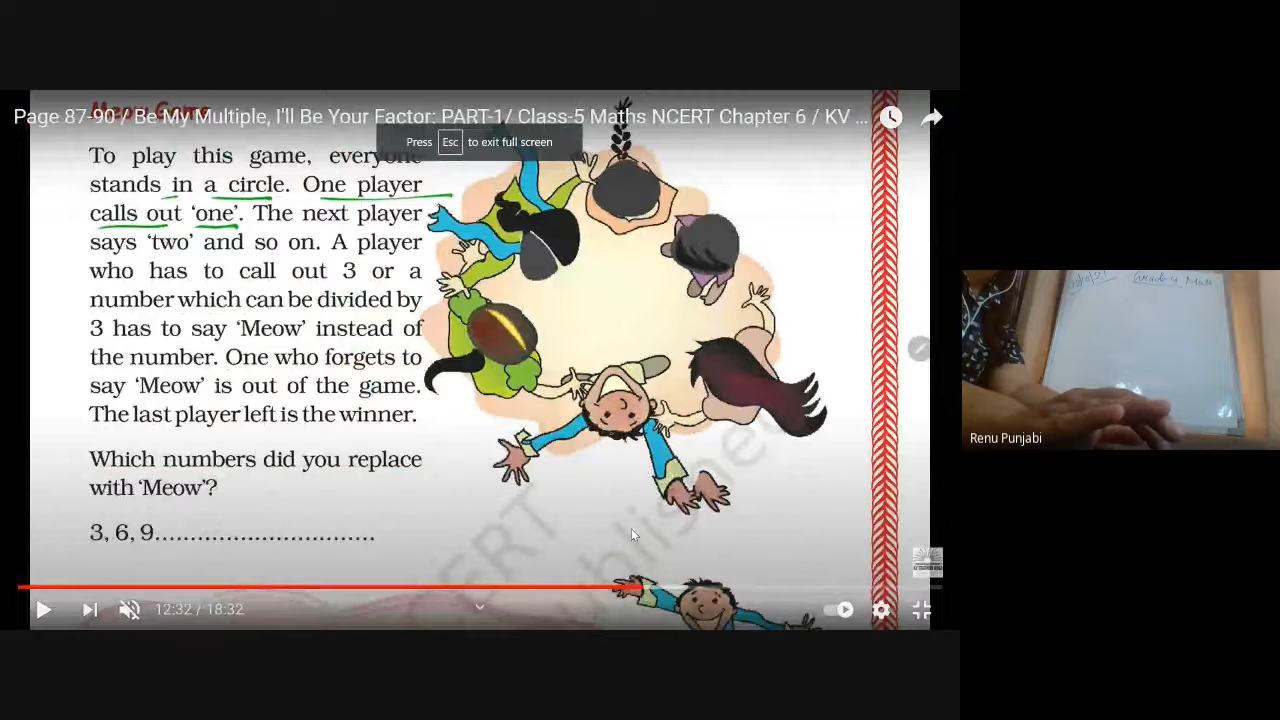 Meow Game
Page 87-90 / Be My Multiple, I'll Be Your Factor: PART-1/ Class-5 Maths NCERT Chapter 6 / KV ...
Press Esc to exit full screen
To play this game, everyone
stands in a circle. One player
calls out ‘one’. The next player
says ‘two’ and so on. A player
who has to call out 3 or a
number which can be divided by
3 has to say ‘Meow’ instead of
the number. One who forgets to
say ‘Meow’ is out of the game.
The last player left is the winner.
Which numbers did you replace
with ‘Meow’?
3, 6, 9...............................
12:32 / 18:32
Renu Punjabi